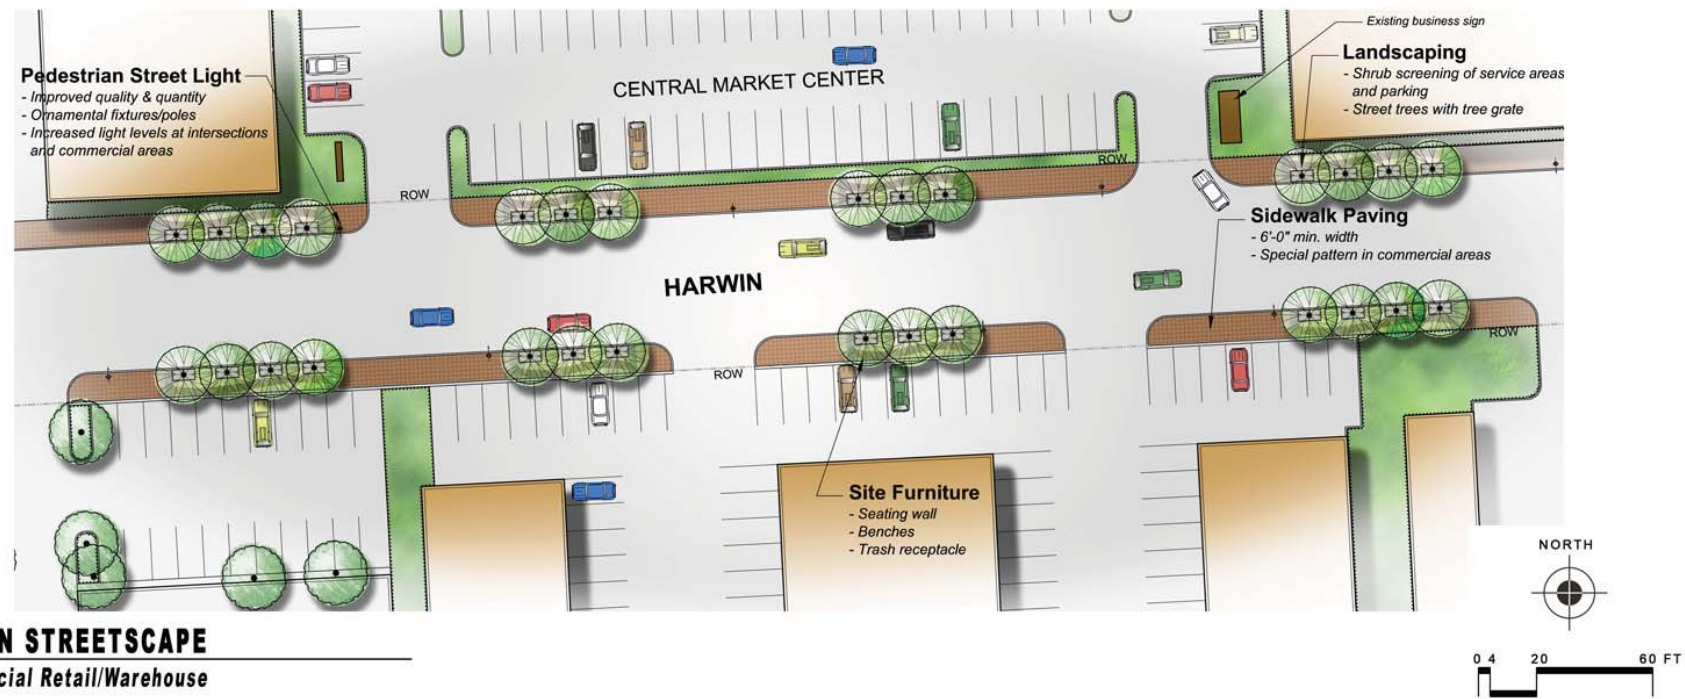 Existing business sign
Pedestrian Street Light
- Improved quality & quantity
- Ornamental fixtures/poles
- Increased light levels at intersections
and commercial areas
CENTRAL MARKET CENTER
Landscaping
- Shrub screening of service areas
and parking
- Street trees with tree grate
ROW
ROW
Sidewalk Paving
- 6'-0" min. width
- Special pattern in commercial areas
HARWIN
ROW
ROW
Site Furniture
- Seating wall
- Benches
- Trash receptacle
NORTH
N STREETSCAPE
cial Retail/Warehouse
0 4 20 60 FT